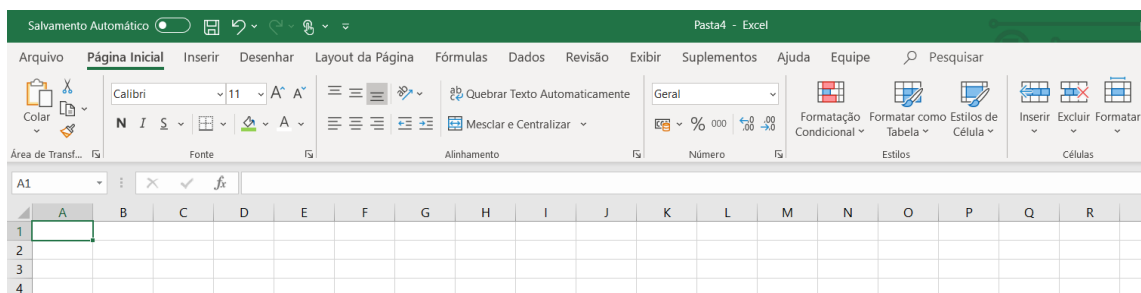 Salvamento Automático Pasta4 - Excel
Arquivo Página Inicial Inserir Desenhar Layout da Página Fórmulas Dados Revisão Exibir Suplementos Ajuda Equipe Pesquisar
Colar Calibri 11 A^ A˅ ab Quebrar Texto Automaticamente Geral Formatação Condicional Formatar como Tabela Estilos de Célula Inserir Excluir Formatar
N I S A Mesclar e Centralizar % 000
Área de Transf... Fonte Alinhamento Número Estilos Células
A1 fx
A B C D E F G H I J K L M N O P Q R
1
2
3
4